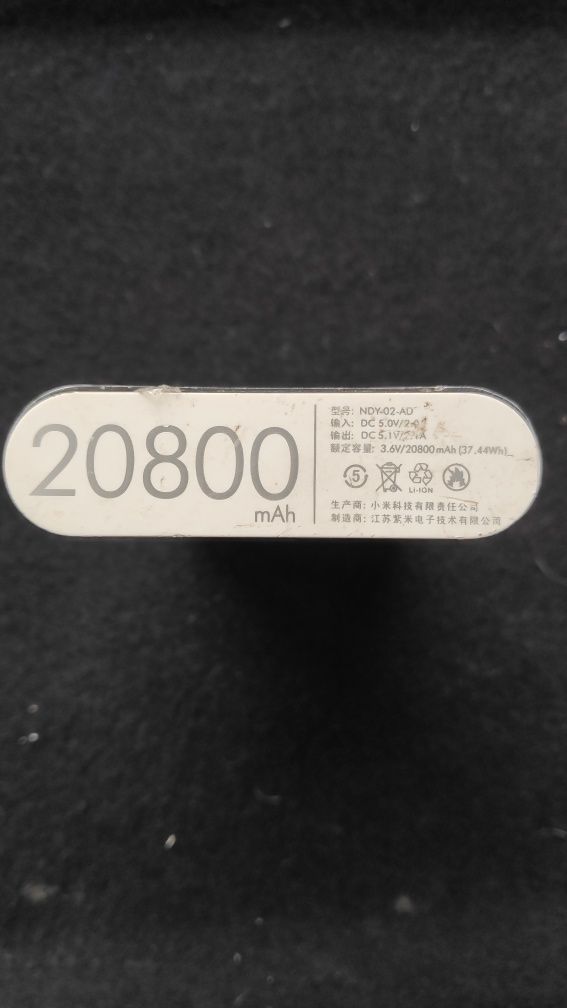 20800
mAh
型号: NDY-02-AD
输入: DC 5.0V/2.0
输出: DC 5.1V/
额定容量: 3.6V/20800 mAh (37.44Wh)
5
LI-ION
生产商: 小米科技有限责任公司
制造商: 江苏紫米电子技术有限公司